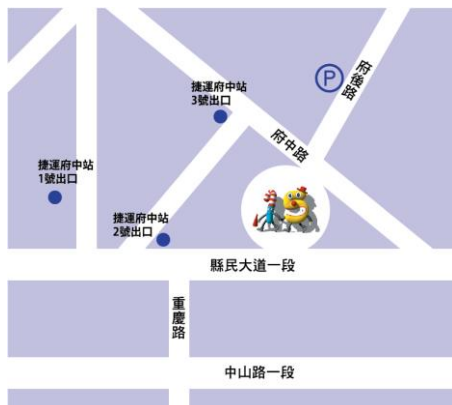 P
府後路
捷運府中站
3號出口
府中路
捷運府中站
1號出口
捷運府中站
2號出口
縣民大道一段
重慶路
中山路一段